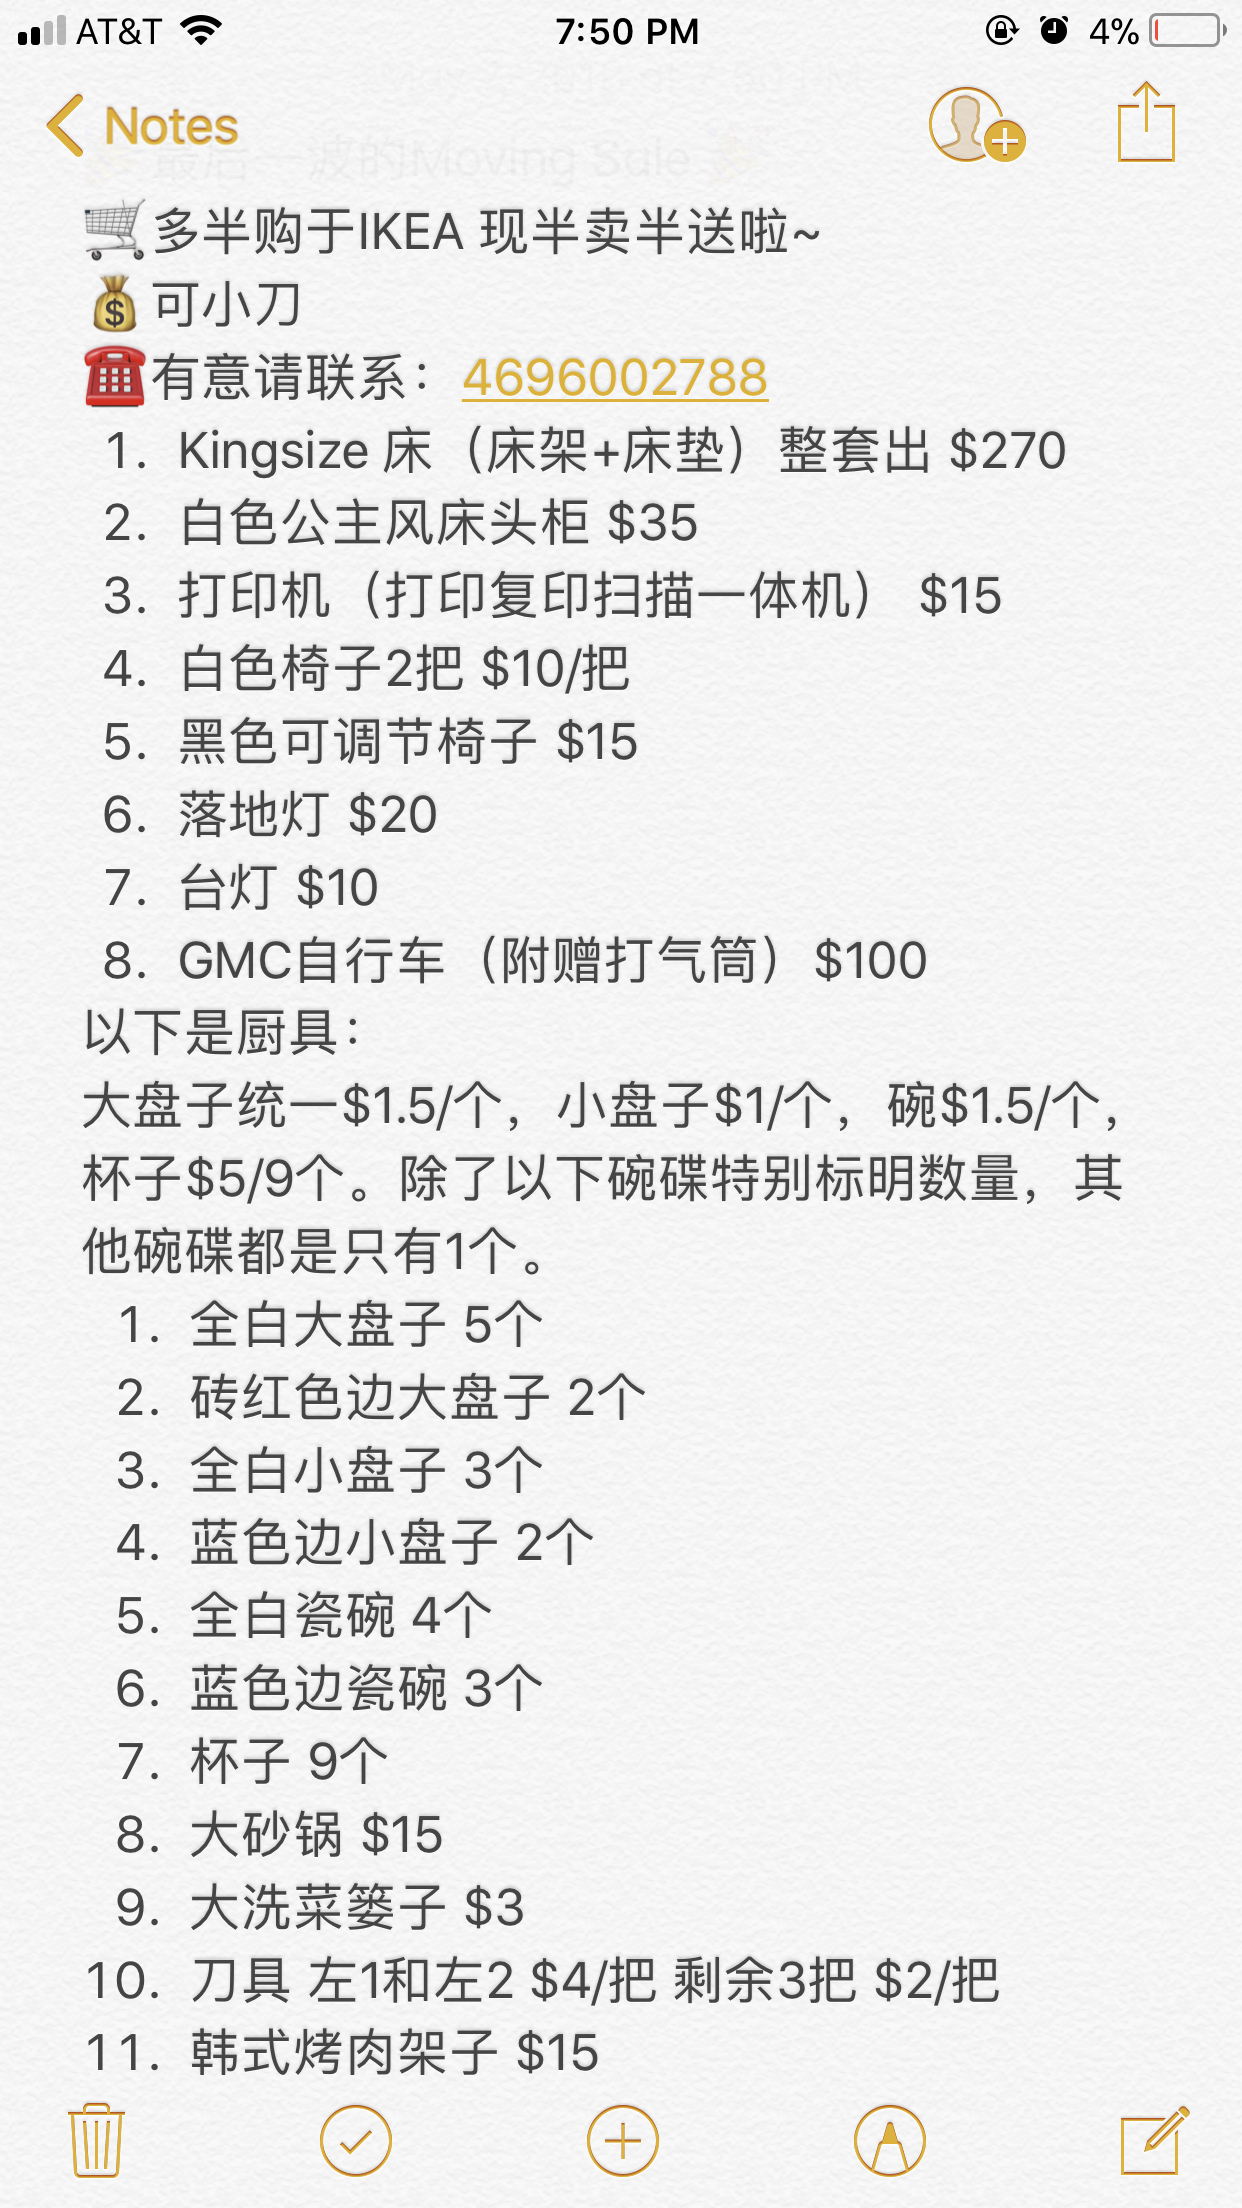 AT&T 7:50 PM 4%
Notes
最后一波的Moving Sale
🛒多半购于IKEA 现半卖半送啦~
💰可小刀
☎️有意请联系：4696002788
1. Kingsize 床（床架+床垫）整套出 $270
2. 白色公主风床头柜 $35
3. 打印机（打印复印扫描一体机） $15
4. 白色椅子2把 $10/把
5. 黑色可调节椅子 $15
6. 落地灯 $20
7. 台灯 $10
8. GMC自行车（附赠打气筒）$100
以下是厨具：
大盘子统一$1.5/个，小盘子$1/个，碗$1.5/个，
杯子$5/9个。除了以下碗碟特别标明数量，其
他碗碟都是只有1个。
1. 全白大盘子 5个
2. 砖红色边大盘子 2个
3. 全白小盘子 3个
4. 蓝色边小盘子 2个
5. 全白瓷碗 4个
6. 蓝色边瓷碗 3个
7. 杯子 9个
8. 大砂锅 $15
9. 大洗菜篓子 $3
10. 刀具 左1和左2 $4/把 剩余3把 $2/把
11. 韩式烤肉架子 $15